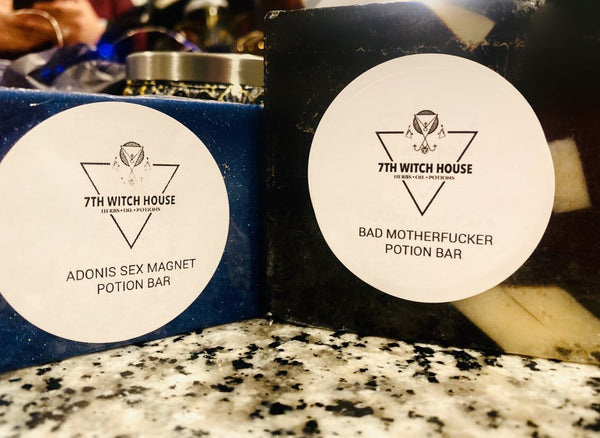 7TH WITCH HOUSE
HERBS • OIL • POTIONS
ADONIS SEX MAGNET
POTION BAR
7TH WITCH HOUSE
HERBS • OIL • POTIONS
BAD MOTHERFUCKER
POTION BAR